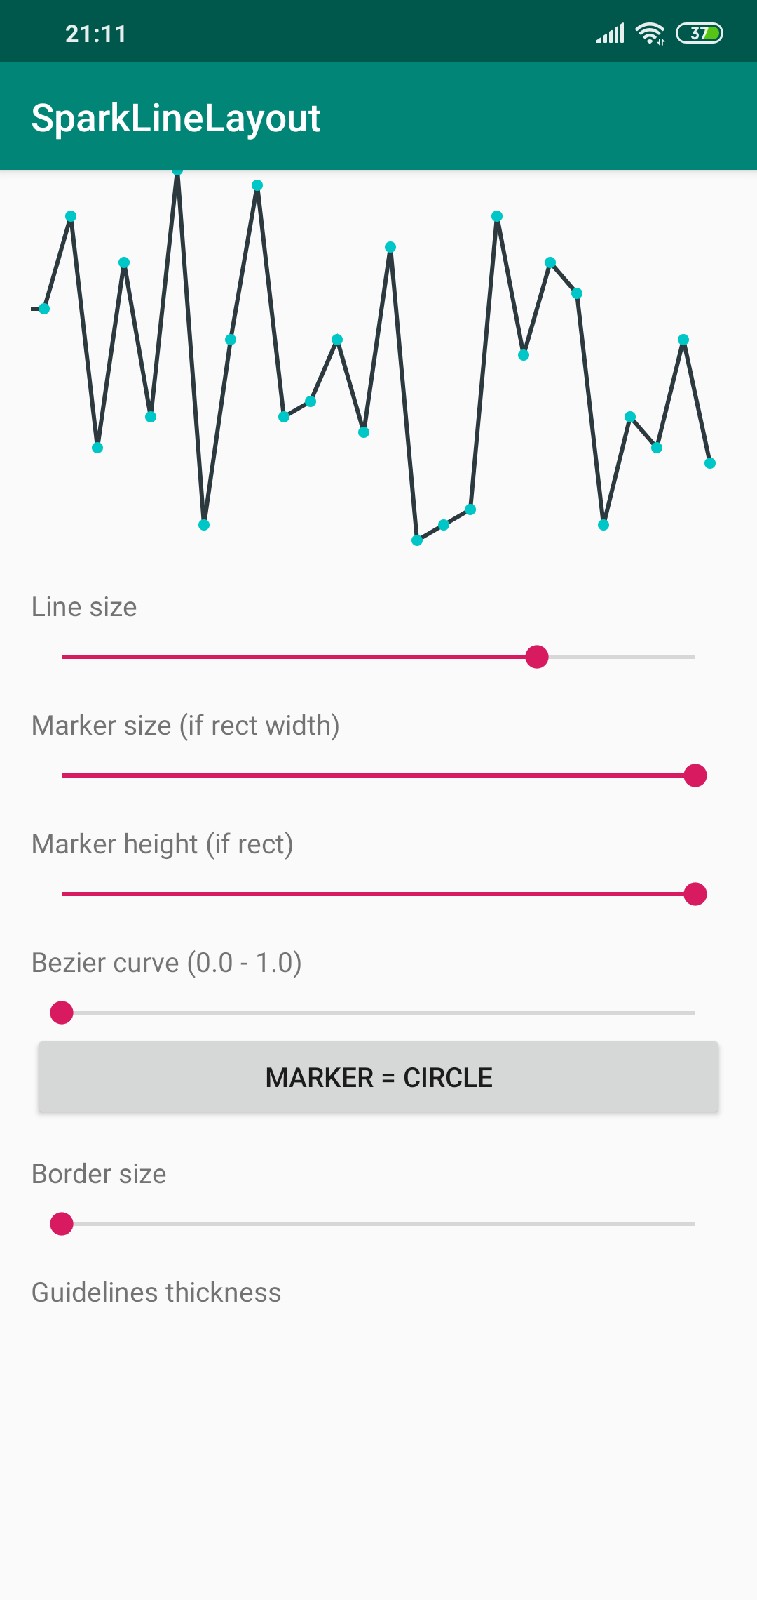 21:11
37
SparkLineLayout
Line size
Marker size (if rect width)
Marker height (if rect)
Bezier curve (0.0 - 1.0)
MARKER = CIRCLE
Border size
Guidelines thickness